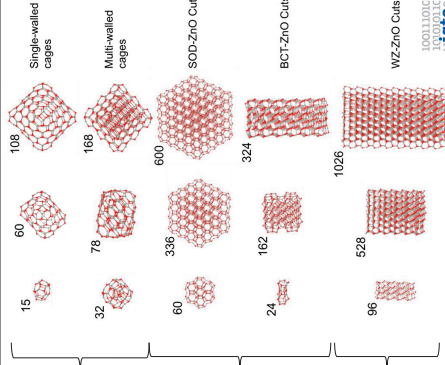 96
24
60
32
15
528
162
336
78
60
1026
324
600
168
108
WZ-ZnO Cuts
BCT-ZnO Cuts
SOD-ZnO Cuts
Multi-walled
cages
Single-walled
cages